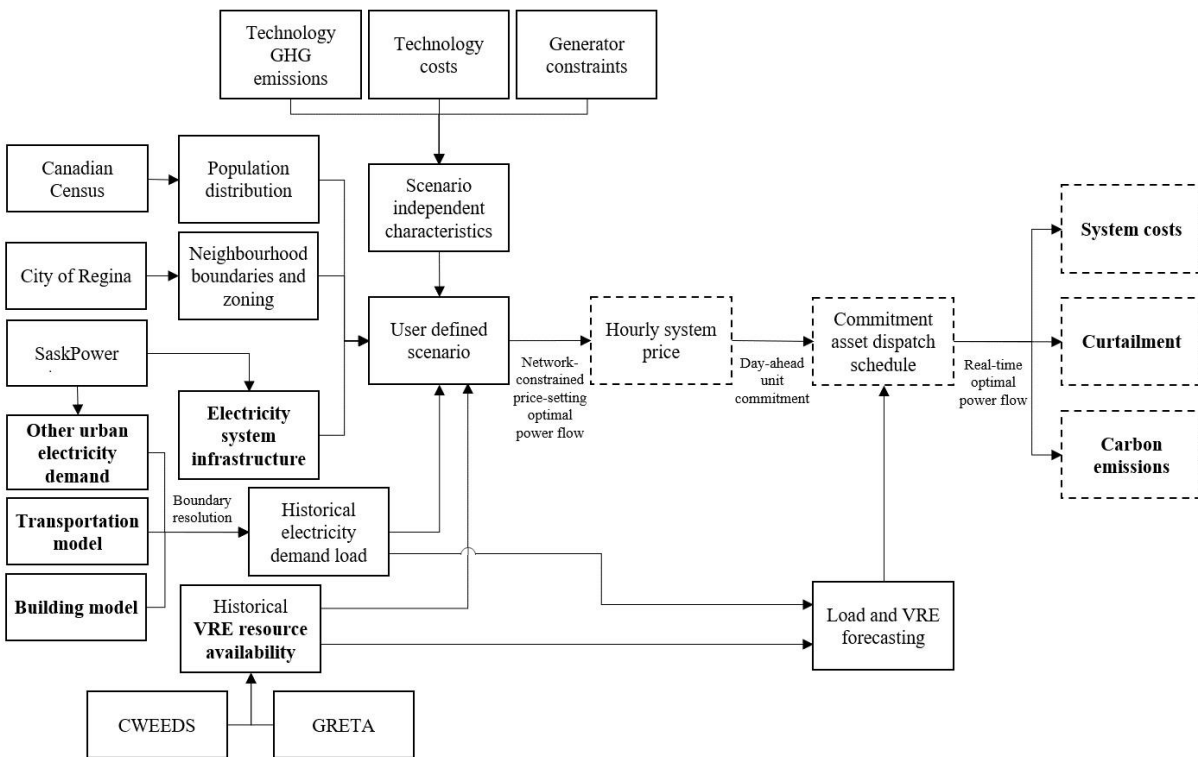 Technology
GHG
emissions
Technology
costs
Generator
constraints
Canadian
Census
Population
distribution
Scenario
independent
characteristics
City of Regina
Neighbourhood
boundaries and
zoning
SaskPower
User defined
scenario
Network-
constrained
price-setting
optimal
power flow
Hourly system
price
Day-ahead
unit
commitment
Commitment
asset dispatch
schedule
Real-time
optimal
power flow
System costs
Curtailment
Carbon
emissions
Other urban
electricity
demand
Electricity
system
infrastructure
Transportation
model
Boundary
resolution
Historical
electricity
demand load
Building model
Historical
VRE resource
availability
Load and VRE
forecasting
CWEEDS
GRETA